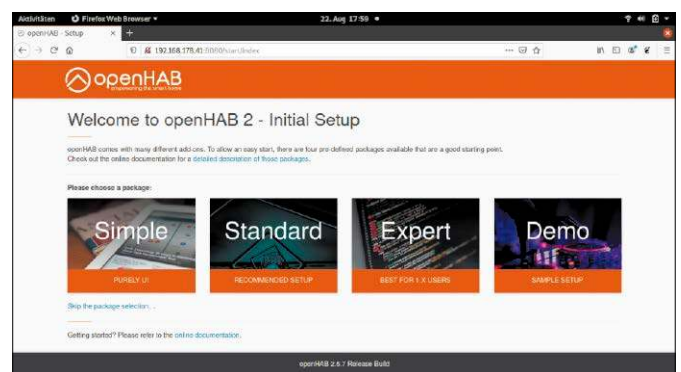 Aktivitäten Firefox Web Browser 22. Aug 17:59
openHAB - Setup
192.168.178.41:8080/start/index
openHAB
empowering the smart home
Welcome to openHAB 2 - Initial Setup
openHAB comes with many different add-ons. To allow an easy start, there are four pre-defined packages available that are a good starting point.
Check out the online documentation for a detailed description of these packages.
Please choose a package:
Simple Standard Expert Demo
PURELY UI RECOMMENDED SETUP BEST FOR 1.X USERS SAMPLE SETUP
Skip the package selection...
Getting started? Please refer to the online documentation.
openHAB 2.5.7 Release Build